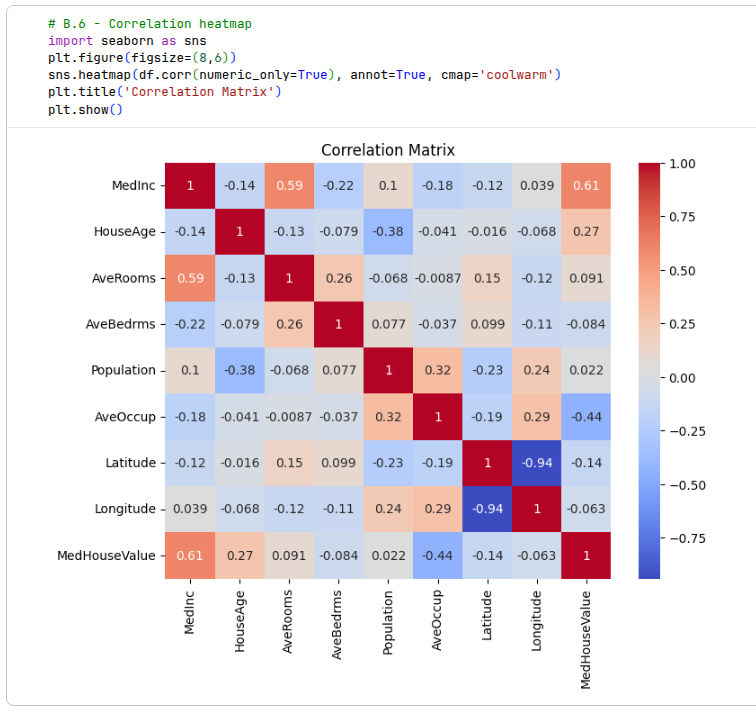 # B.6 - Correlation heatmap
import seaborn as sns
plt.figure(figsize=(8,6))
sns.heatmap(df.corr(numeric_only=True), annot=True, cmap='coolwarm')
plt.title('Correlation Matrix')
plt.show()
Correlation Matrix
MedInc 1 -0.14 0.59 -0.22 0.1 -0.18 -0.12 0.039 0.61
HouseAge -0.14 1 -0.13 -0.079 -0.38 -0.041 -0.016 -0.068 0.27
AveRooms 0.59 -0.13 1 0.26 -0.068 -0.0087 0.15 -0.12 0.091
AveBedrms -0.22 -0.079 0.26 1 0.077 -0.037 0.099 -0.11 -0.084
Population 0.1 -0.38 -0.068 0.077 1 0.32 -0.23 0.24 0.022
AveOccup -0.18 -0.041 -0.0087 -0.037 0.32 1 -0.19 0.29 -0.44
Latitude -0.12 -0.016 0.15 0.099 -0.23 -0.19 1 -0.94 -0.14
Longitude 0.039 -0.068 -0.12 -0.11 0.24 0.29 -0.94 1 -0.063
MedHouseValue 0.61 0.27 0.091 -0.084 0.022 -0.44 -0.14 -0.063 1
MedInc
HouseAge
AveRooms
AveBedrms
Population
AveOccup
Latitude
Longitude
MedHouseValue
1.00
0.75
0.50
0.25
0.00
−0.25
−0.50
−0.75